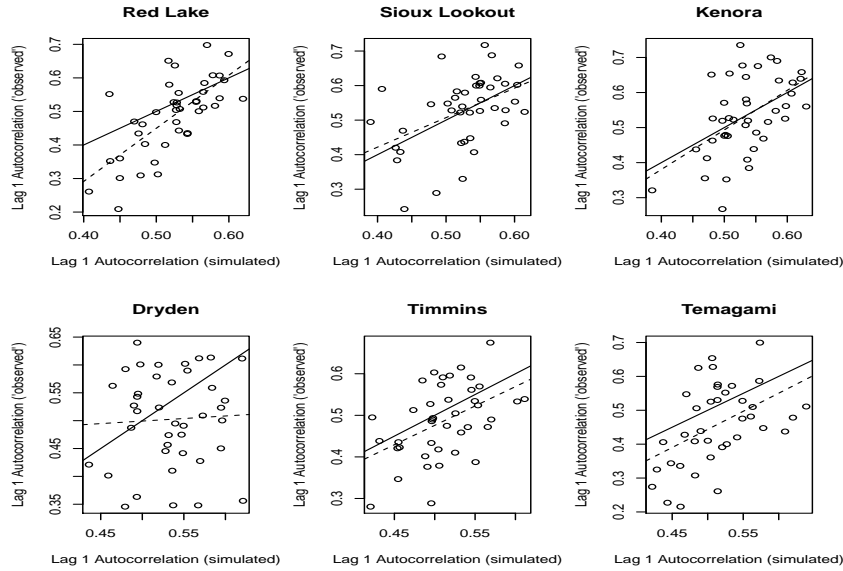 Red Lake
Lag 1 Autocorrelation ('observed')
0.7
0.6
0.5
0.4
0.3
0.2
0.40 0.50 0.60
Lag 1 Autocorrelation (simulated)
Sioux Lookout
Lag 1 Autocorrelation ('observed')
0.7
0.6
0.5
0.4
0.3
0.40 0.50 0.60
Lag 1 Autocorrelation (simulated)
Kenora
Lag 1 Autocorrelation ('observed')
0.7
0.6
0.5
0.4
0.3
0.40 0.50 0.60
Lag 1 Autocorrelation (simulated)
Dryden
Lag 1 Autocorrelation ('observed')
0.65
0.55
0.45
0.35
0.45 0.55
Lag 1 Autocorrelation (simulated)
Timmins
Lag 1 Autocorrelation ('observed')
0.6
0.5
0.4
0.3
0.45 0.55
Lag 1 Autocorrelation (simulated)
Temagami
Lag 1 Autocorrelation ('observed')
0.7
0.6
0.5
0.4
0.3
0.2
0.45 0.55
Lag 1 Autocorrelation (simulated)